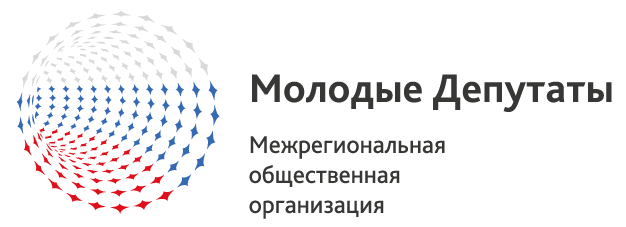 Молодые Депутаты
Межрегиональная
общественная
организация